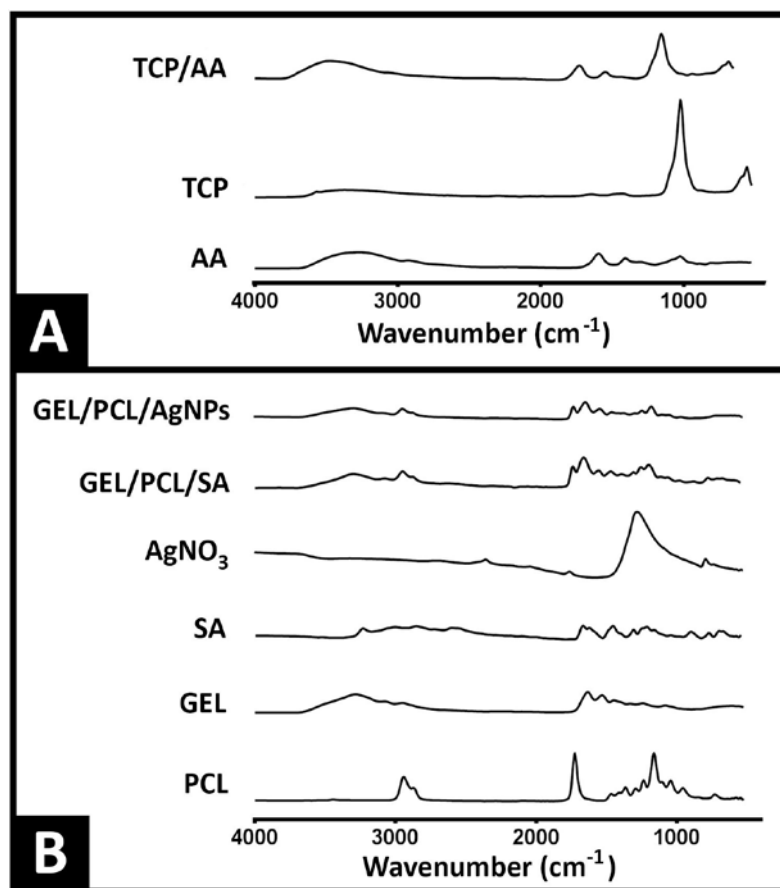 TCP/AA
TCP
AA
4000 3000 2000 1000
Wavenumber (cm⁻¹)
A
GEL/PCL/AgNPs
GEL/PCL/SA
AgNO₃
SA
GEL
PCL
4000 3000 2000 1000
Wavenumber (cm⁻¹)
B